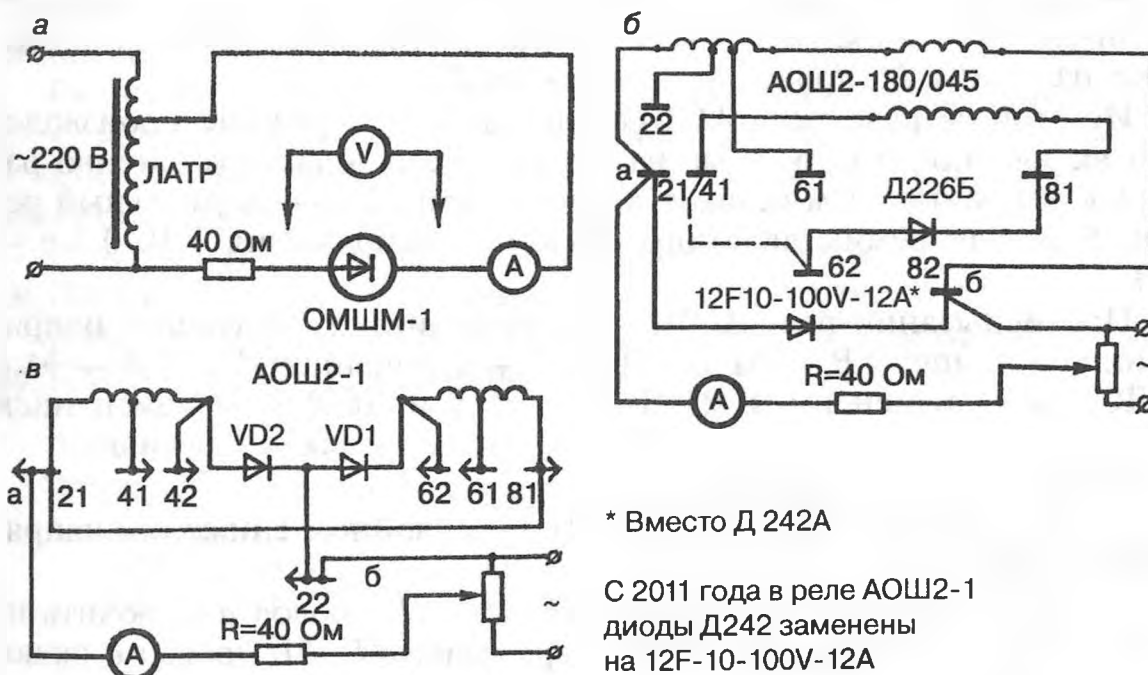 а
~220 В
ЛАТР
V
40 Ом
ОМШМ-1
А
б
АОШ2-180/045
22
а
21
41
61
Д226Б
81
62
82
б
12F10-100V-12A*
R=40 Ом
А
~
в
АОШ2-1
VD2
VD1
а
21
41
42
62
61
81
22
б
R=40 Ом
А
~
* Вместо Д 242А
С 2011 года в реле АОШ2-1
диоды Д242 заменены
на 12F-10-100V-12A